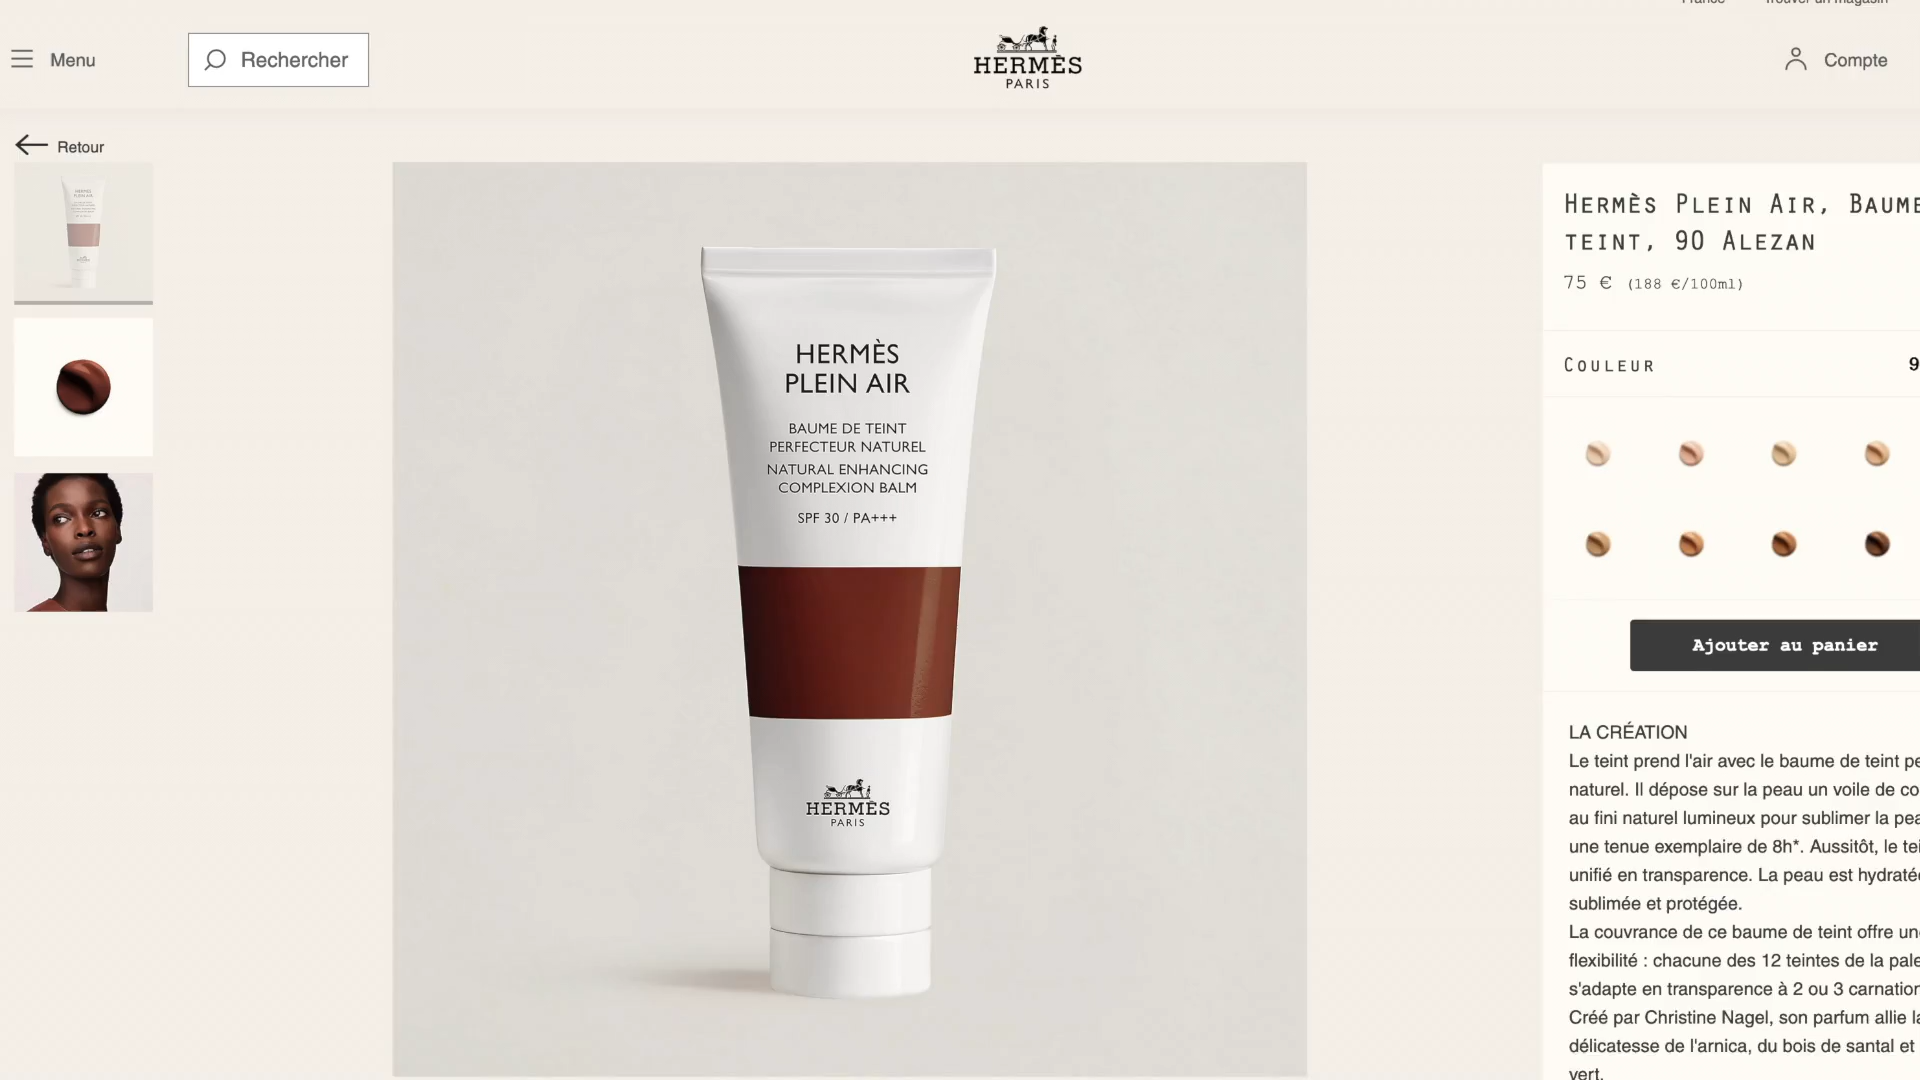 Menu
Rechercher
HERMÈS
PARIS
Compte
Retour
HERMÈS
PLEIN AIR
BAUME DE TEINT
PERFECTEUR NATUREL
NATURAL ENHANCING
COMPLEXION BALM
SPF 30 / PA+++
HERMÈS
PARIS
Hermès Plein Air, Baume
teint, 90 Alezan
75 € (188 €/100ml)
Couleur
Ajouter au panier
LA CRÉATION
Le teint prend l'air avec le baume de teint
naturel. Il dépose sur la peau un voile de
au fini naturel lumineux pour sublimer la
une tenue exemplaire de 8h*. Aussitôt, le
unifié en transparence. La peau est
sublimée et protégée.
La couvrance de ce baume de teint offre
flexibilité : chacune des 12 teintes de la
s'adapte en transparence à 2 ou 3
Créé par Christine Nagel, son parfum allie
délicatesse de l'arnica, du bois de santal et
vert.